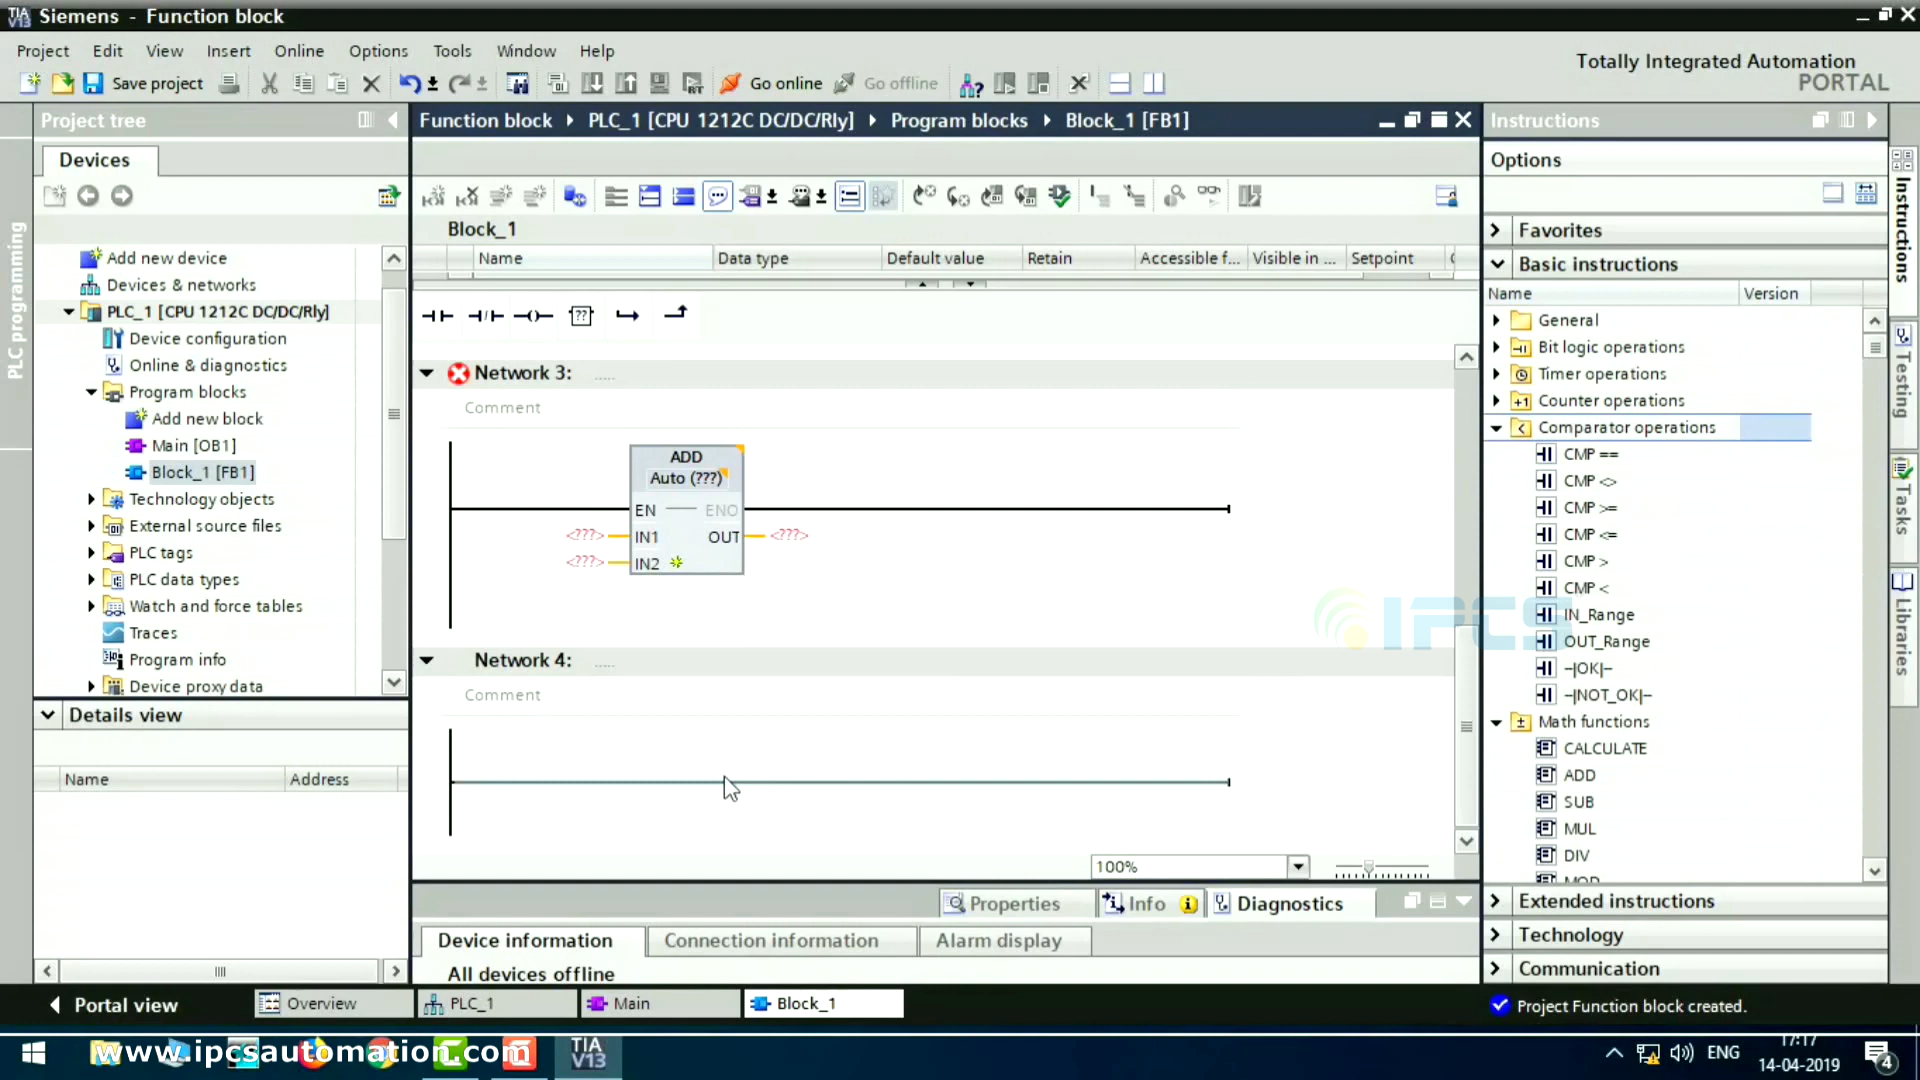 TIA V13 Siemens - Function block
Project Edit View Insert Online Options Tools Window Help
Totally Integrated Automation
PORTAL
Save project Go online Go offline
Project tree
Function block PLC_1 [CPU 1212C DC/DC/Rly] Program blocks Block_1 [FB1]
Instructions
Devices
Options
Block_1
Name Data type Default value Retain Accessible f... Visible in ... Setpoint
PLC programming
Add new device
Devices & networks
PLC_1 [CPU 1212C DC/DC/Rly]
Device configuration
Online & diagnostics
Program blocks
Add new block
Main [OB1]
Block_1 [FB1]
Technology objects
External source files
PLC tags
PLC data types
Watch and force tables
Traces
Program info
Device proxy data
Details view
Name Address
??
Network 3: .....
Comment
ADD
Auto (???)
EN ENO
<???> IN1 OUT <???>
<???> IN2
Network 4: .....
Comment
100%
Favorites
Basic instructions
Name Version
General
Bit logic operations
Timer operations
Counter operations
Comparator operations
CMP ==
CMP <>
CMP >=
CMP <=
CMP >
CMP <
IN_Range
OUT_Range
-|OK|-
-|NOT_OK|-
Math functions
CALCULATE
ADD
SUB
MUL
DIV
MOD
Extended instructions
Technology
Communication
Instructions
Testing
Tasks
Libraries
IPCS
Properties Info Diagnostics
Device information Connection information Alarm display
All devices offline
Portal view Overview PLC_1 Main Block_1
Project Function block created.
www.ipcsautomation.com
TIA V13
ENG
17:17
14-04-2019
4